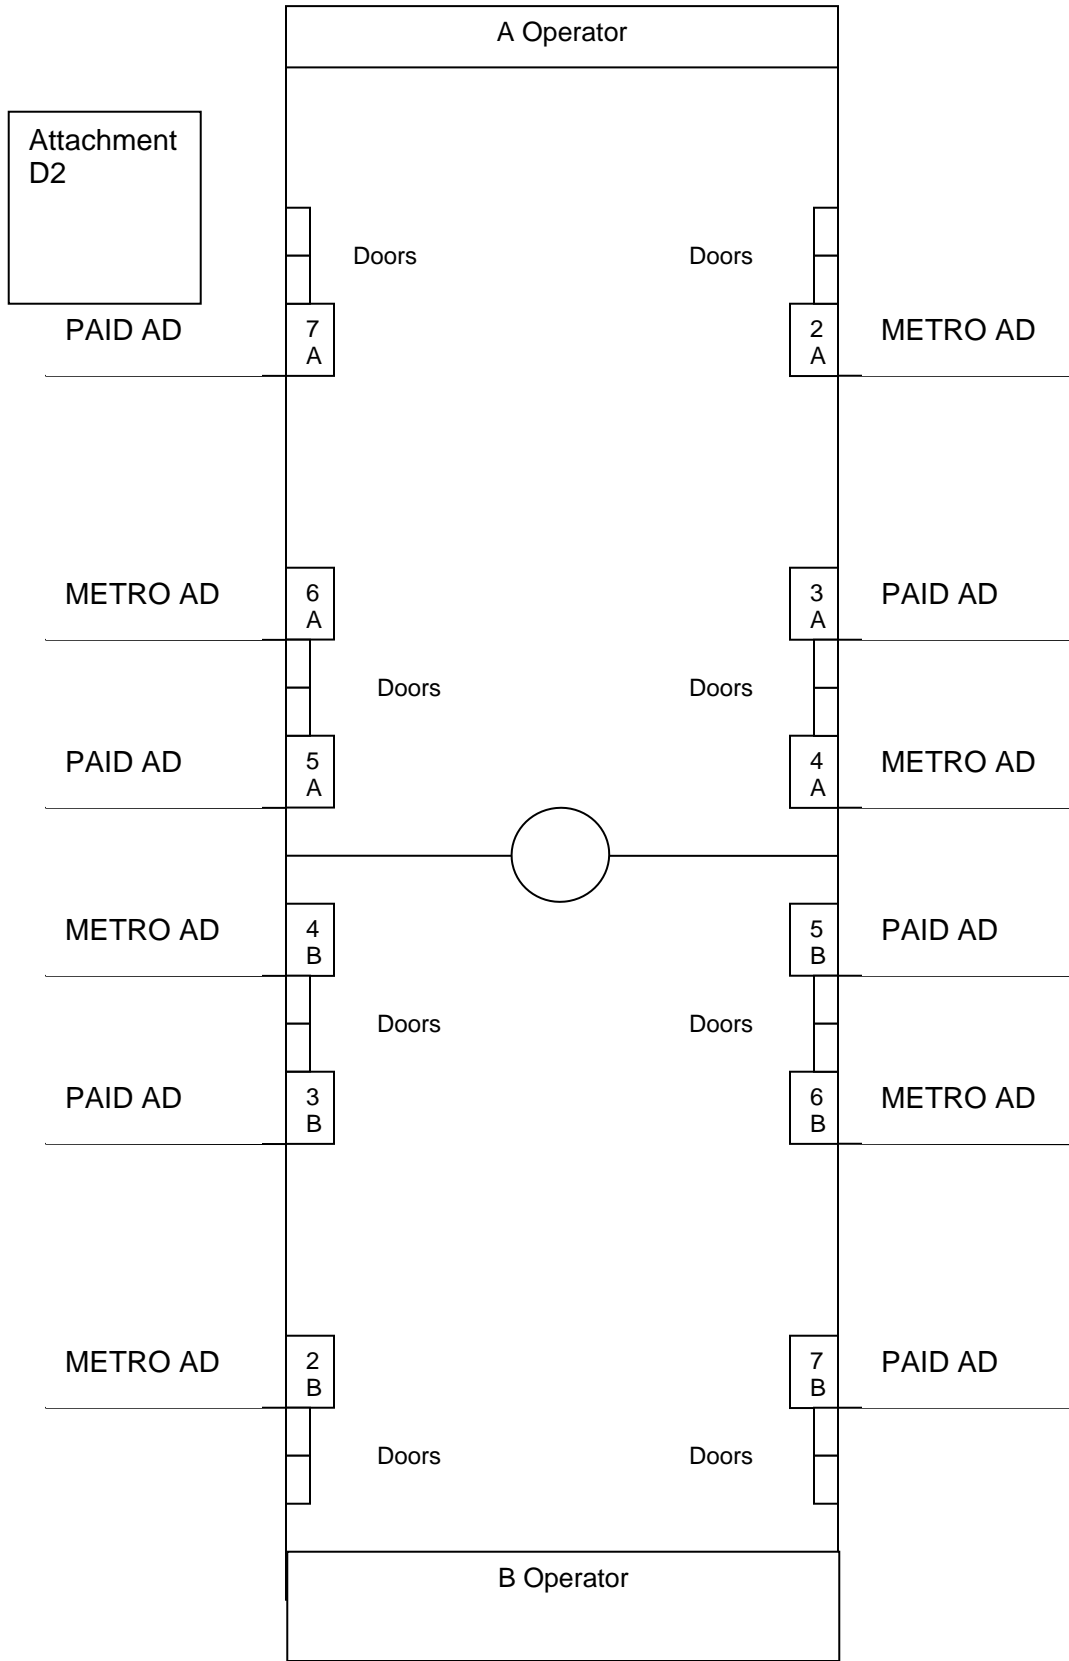 A Operator
Attachment
D2
Doors
Doors
PAID AD
7
A
2
A
METRO AD
METRO AD
6
A
3
A
PAID AD
Doors
Doors
PAID AD
5
A
4
A
METRO AD
METRO AD
4
B
5
B
PAID AD
Doors
Doors
PAID AD
3
B
6
B
METRO AD
METRO AD
2
B
7
B
PAID AD
Doors
Doors
B Operator